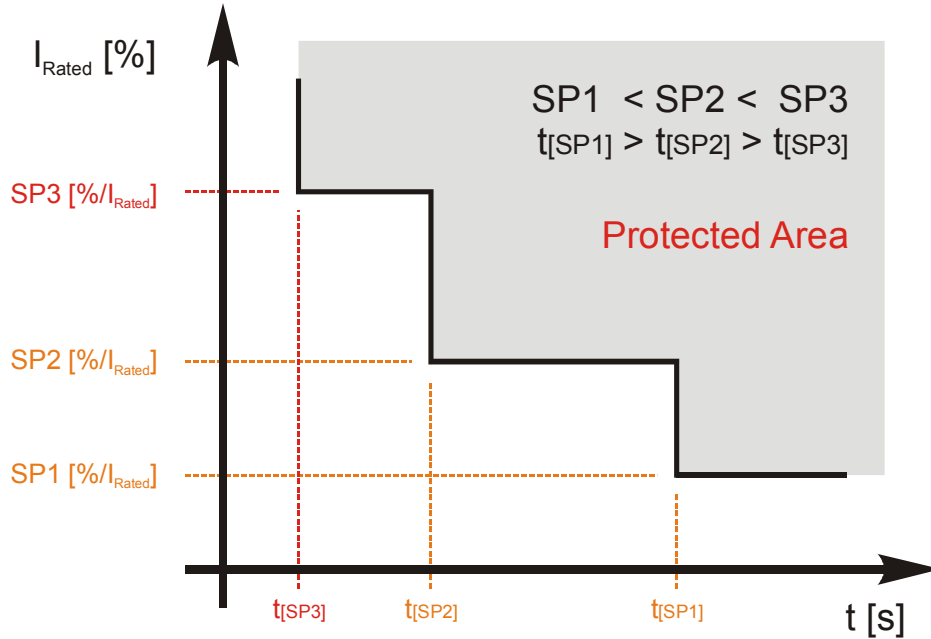 I_Rated [%]
SP1 < SP2 < SP3
t[SP1] > t[SP2] > t[SP3]
SP3 [%/I_Rated]
Protected Area
SP2 [%/I_Rated]
SP1 [%/I_Rated]
t[SP3]
t[SP2]
t[SP1]
t [s]